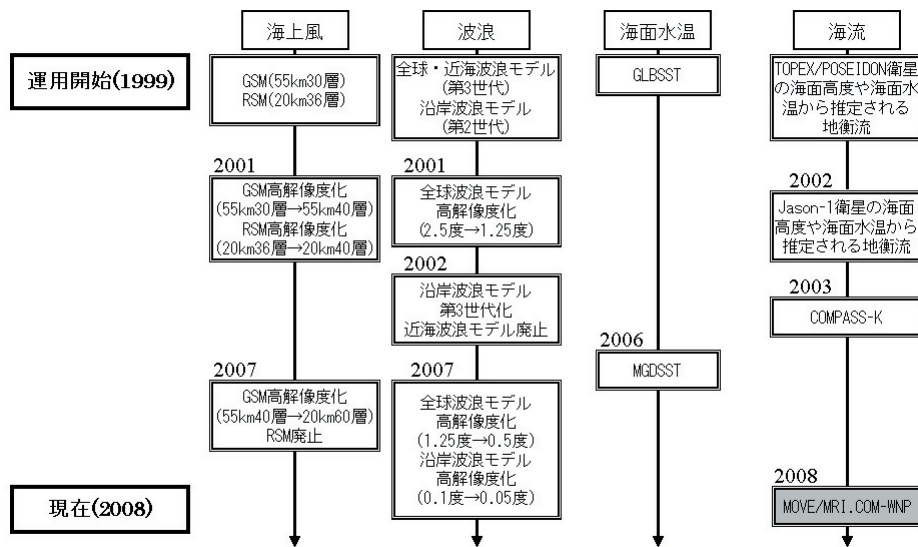 海上風
波浪
海面水温
海流
運用開始(1999)
GSM(55km30層)
RSM(20km36層)
全球・近海波浪モデル
(第3世代)
沿岸波浪モデル
(第2世代)
GLBSST
TOPEX/POSEIDON衛星
の海面高度や海面水
温から推定される
地衡流
2001
GSM高解像度化
(55km30層→55km40層)
RSM高解像度化
(20km36層→20km40層)
2001
全球波浪モデル
高解像度化
(2.5度→1.25度)
2002
Jason-1衛星の海面
高度や海面水温から
推定される地衡流
2002
沿岸波浪モデル
第3世代化
近海波浪モデル廃止
2003
COMPASS-K
2006
MGDSST
2007
GSM高解像度化
(55km40層→20km60層)
RSM廃止
2007
全球波浪モデル
高解像度化
(1.25度→0.5度)
沿岸波浪モデル
高解像度化
(0.1度→0.05度)
現在(2008)
2008
MOVE/MRI.COM-WNP